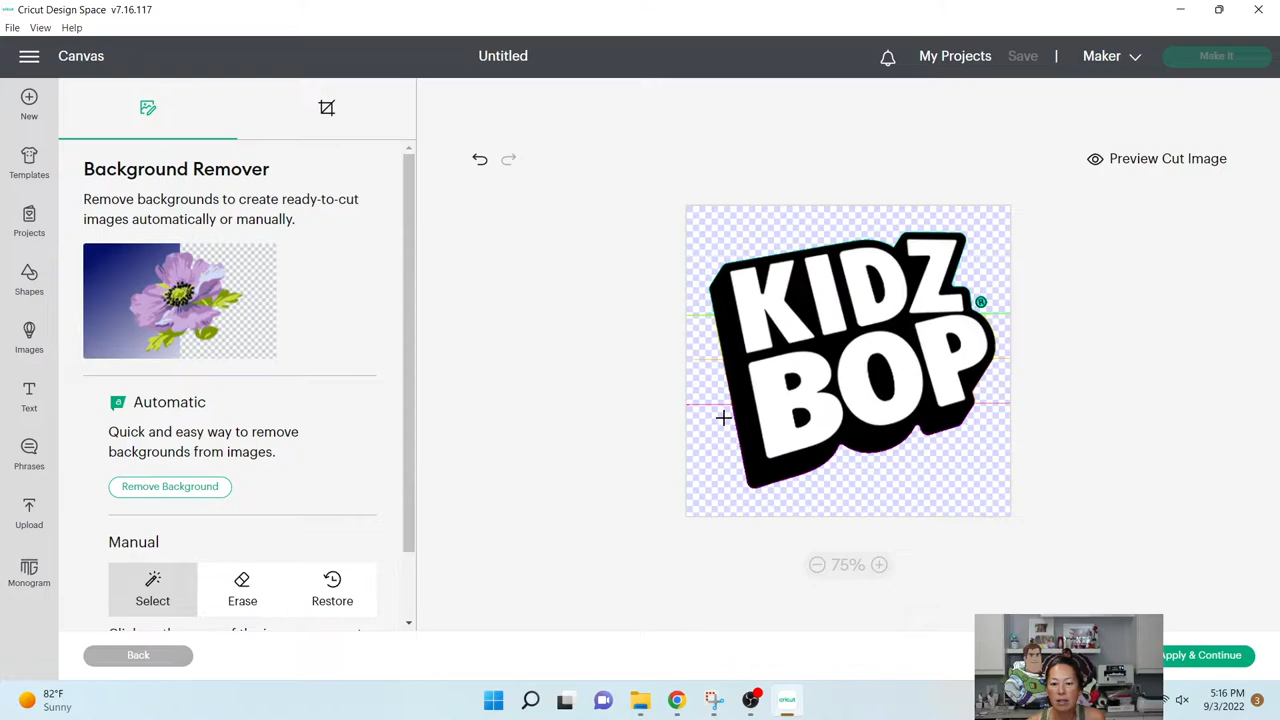 Cricut Design Space v7.16.117
File View Help
Canvas
Untitled
My Projects Save | Maker
Make It
New
Templates
Projects
Shapes
Images
Text
Phrases
Upload
Monogram
Background Remover
Remove backgrounds to create ready-to-cut
images automatically or manually.
a Automatic
Quick and easy way to remove
backgrounds from images.
Remove Background
Manual
Select Erase Restore
Back
Preview Cut Image
KIDZ
®
BOP
75%
Apply & Continue
82°F
Sunny
cricut
5:16 PM
9/3/2022
3